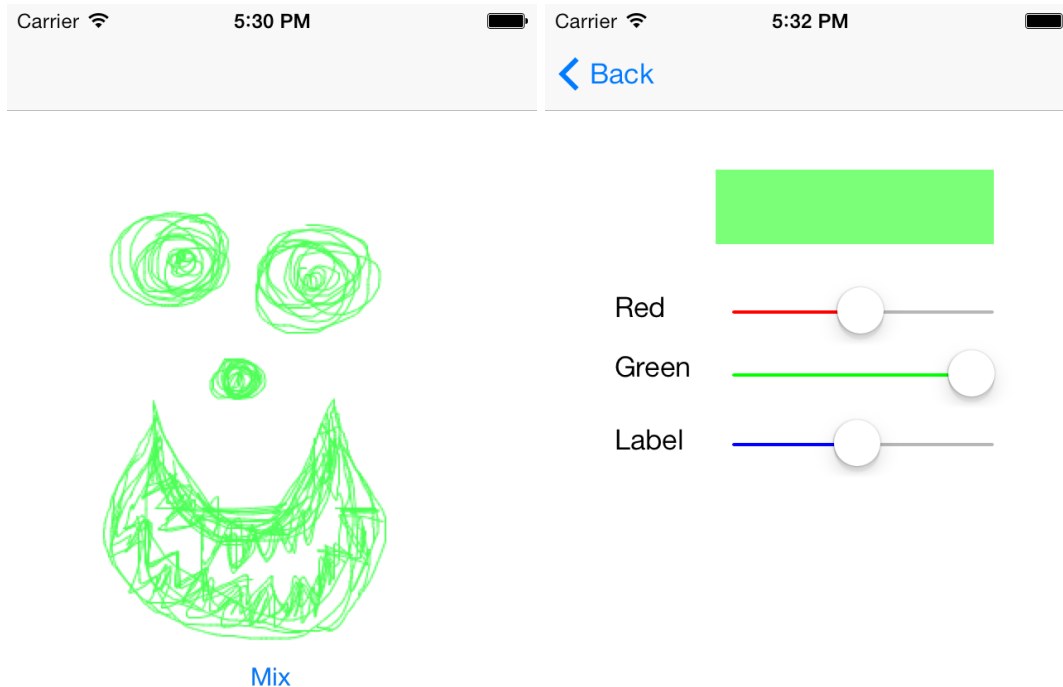 Carrier 5:30 PM
Mix
Carrier 5:32 PM
Back
Red
Green
Label